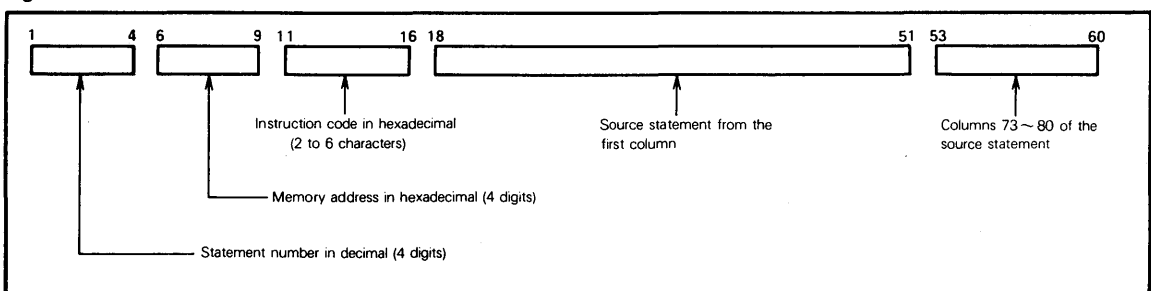 1 4 6 9 11 16 18 51 53 60
Instruction code in hexadecimal
(2 to 6 characters)
Source statement from the
first column
Columns 73 ~ 80 of the
source statement
Memory address in hexadecimal (4 digits)
Statement number in decimal (4 digits)